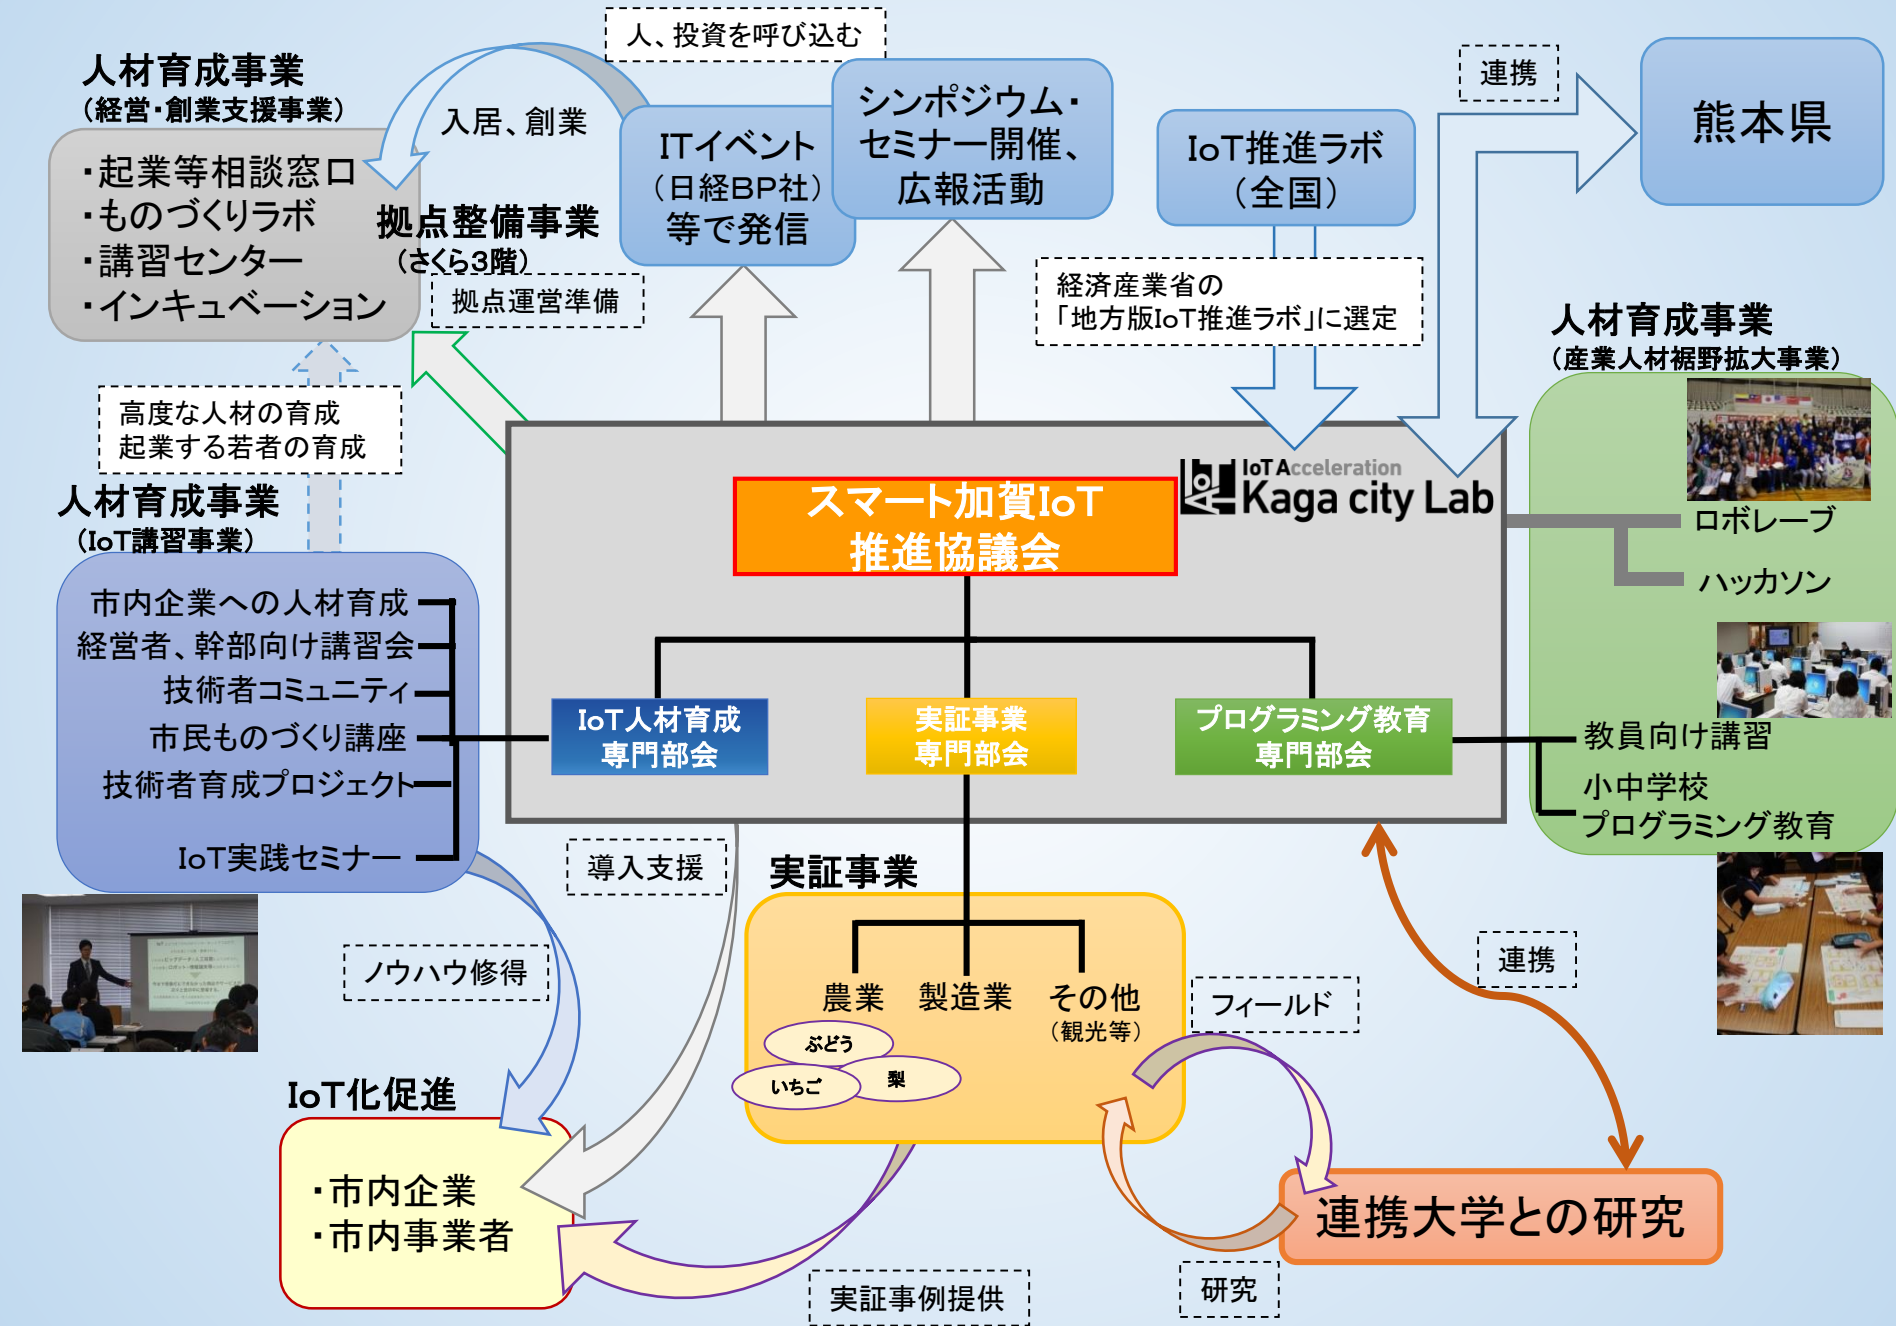 人、投資を呼び込む
人材育成事業
(経営・創業支援事業)
・起業等相談窓口
・ものづくりラボ
・講習センター
・インキュベーション
入居、創業
拠点整備事業
(さくら3階)
拠点運営準備
ITイベント
(日経BP社)
等で発信
シンポジウム・
セミナー開催、
広報活動
IoT推進ラボ
(全国)
連携
熊本県
経済産業省の
「地方版IoT推進ラボ」に選定
高度な人材の育成
起業する若者の育成
人材育成事業
(IoT講習事業)
市内企業への人材育成
経営者、幹部向け講習会
技術者コミュニティ
市民ものづくり講座
技術者育成プロジェクト
IoT実践セミナー
スマート加賀IoT
推進協議会
IoT Acceleration
Kaga city Lab
IoT人材育成
専門部会
実証事業
専門部会
プログラミング教育
専門部会
人材育成事業
(産業人材裾野拡大事業)
ロボレーブ
ハッカソン
教員向け講習
小中学校
プログラミング教育
導入支援
ノウハウ修得
実証事業
農業
製造業
その他
(観光等)
ぶどう
いちご
梨
フィールド
連携
IoT化促進
・市内企業
・市内事業者
実証事例提供
研究
連携大学との研究